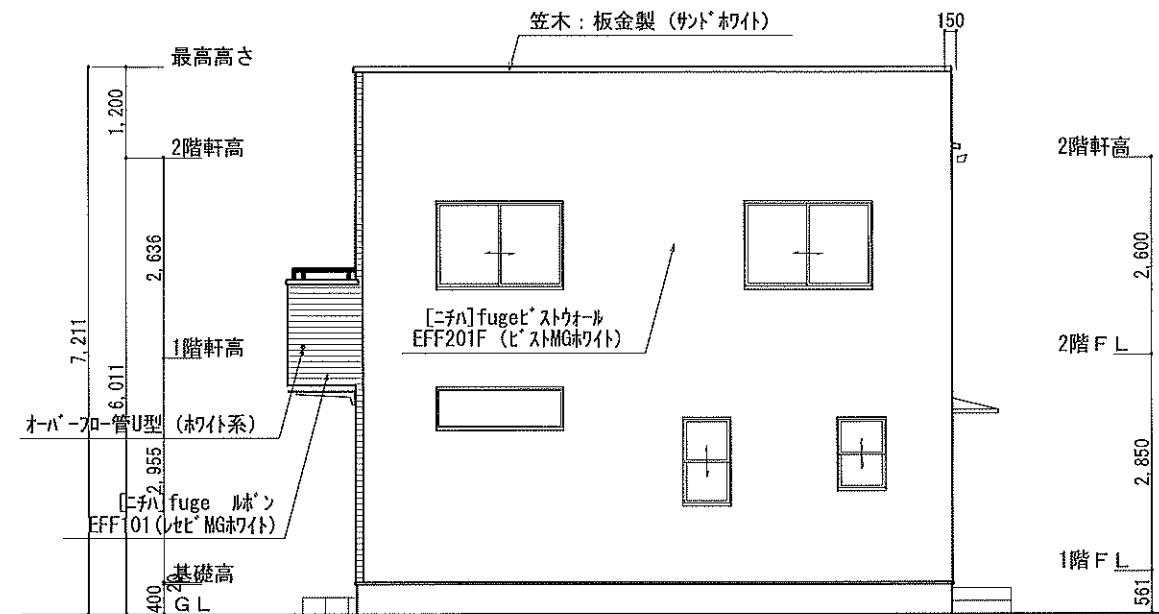 笠木：板金製 (ｻﾝﾄﾞﾎﾜｲﾄ)
150
最高高さ
1,200
2階軒高
2階軒高
2,636
2,600
[ﾆﾁﾊ]fugeﾋﾞｽﾄｳｫｰﾙ
EFF201F (ﾋﾞｽﾄMGﾎﾜｲﾄ)
7,211
1階軒高
2階ＦＬ
6,011
ｵｰﾊﾞｰﾌﾛｰ管U型 (ﾎﾜｲﾄ系)
2,955
2,850
[ﾆﾁﾊ]fuge ﾙﾎﾞﾝ
EFF101(ﾚｾﾋﾞMGﾎﾜｲﾄ)
1階ＦＬ
基礎高
20
400
ＧＬ
561